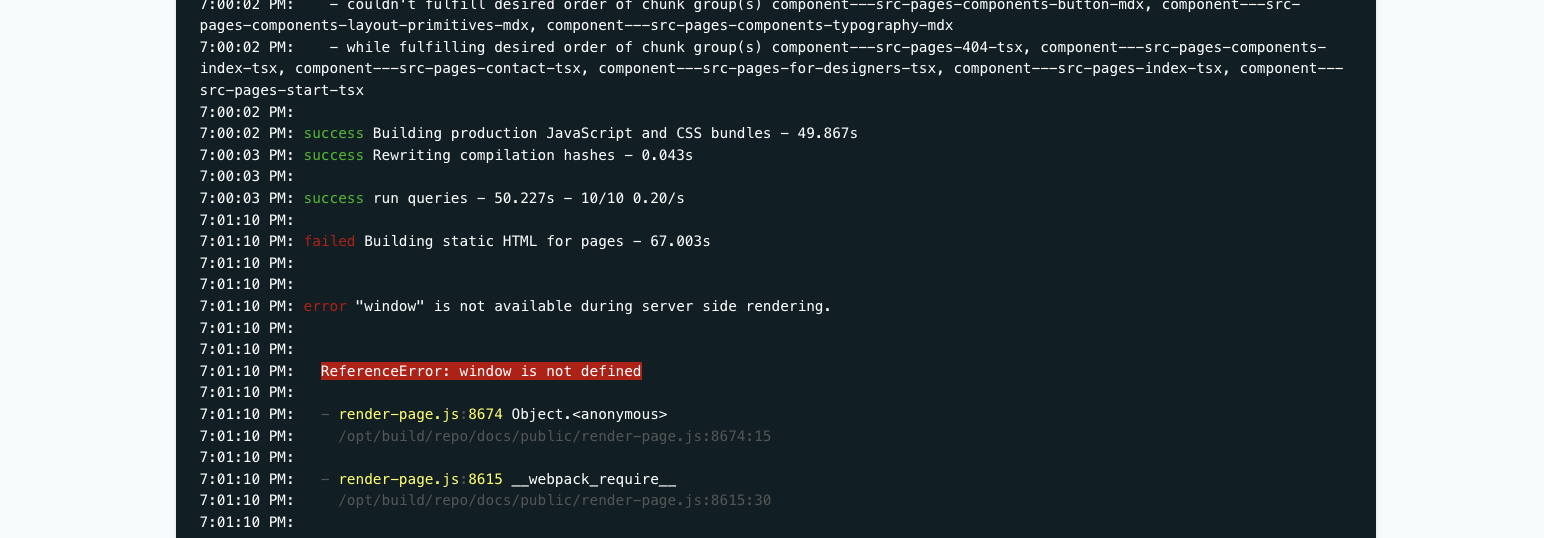 7:00:02 PM:    - couldn't fulfill desired order of chunk group(s) component---src-pages-components-button-mdx, component---src-
pages-components-layout-primitives-mdx, component---src-pages-components-typography-mdx
7:00:02 PM:    - while fulfilling desired order of chunk group(s) component---src-pages-404-tsx, component---src-pages-components-
index-tsx, component---src-pages-contact-tsx, component---src-pages-for-designers-tsx, component---src-pages-index-tsx, component---
src-pages-start-tsx
7:00:02 PM:
7:00:02 PM: success Building production JavaScript and CSS bundles - 49.867s
7:00:03 PM: success Rewriting compilation hashes - 0.043s
7:00:03 PM:
7:00:03 PM: success run queries - 50.227s - 10/10 0.20/s
7:01:10 PM:
7:01:10 PM: failed Building static HTML for pages - 67.003s
7:01:10 PM:
7:01:10 PM:
7:01:10 PM: error "window" is not available during server side rendering.
7:01:10 PM:
7:01:10 PM:
7:01:10 PM:   ReferenceError: window is not defined
7:01:10 PM:
7:01:10 PM:   - render-page.js:8674 Object.<anonymous>
7:01:10 PM:     /opt/build/repo/docs/public/render-page.js:8674:15
7:01:10 PM:
7:01:10 PM:   - render-page.js:8615 __webpack_require__
7:01:10 PM:     /opt/build/repo/docs/public/render-page.js:8615:30
7:01:10 PM: